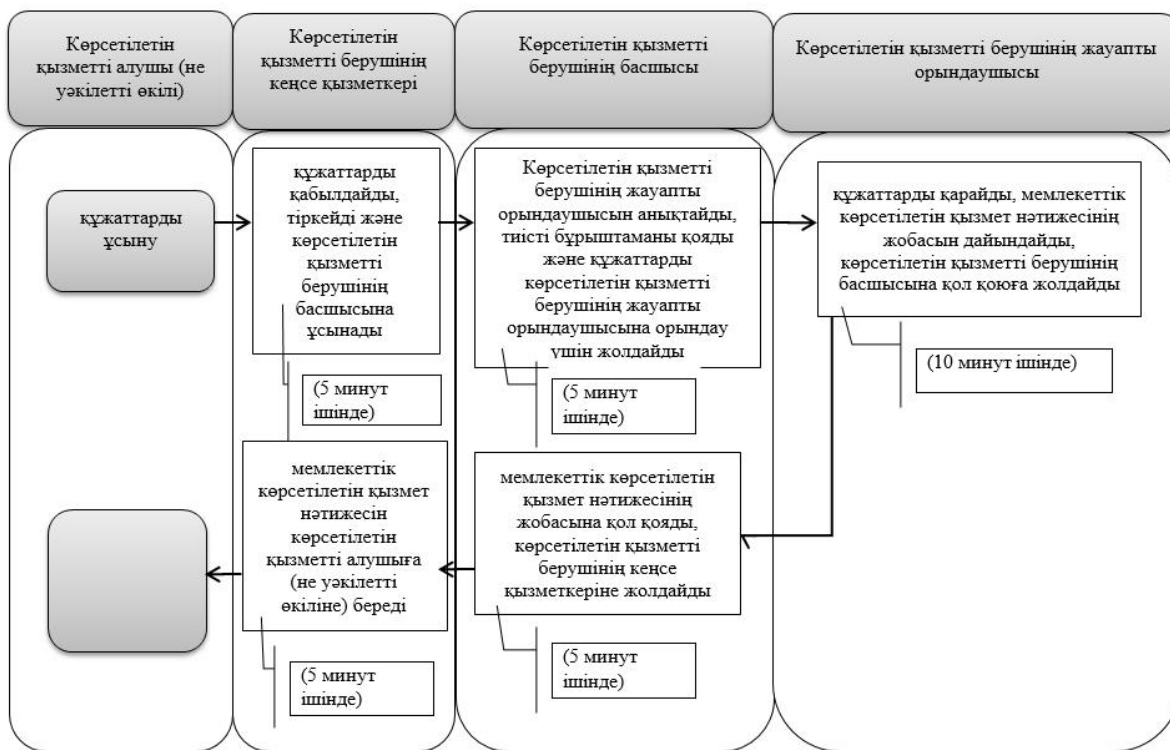 Көрсетілетін
қызметті алушы (не
уәкілетті өкілі)
Көрсетілетін
қызметті берушінің
кеңсе қызметкері
Көрсетілетін қызметті
берушінің басшысы
Көрсетілетін қызметті берушінің жауапты
орындаушысы
құжаттарды
ұсыну
құжаттарды
қабылдайды,
тіркейді және
көрсетілетін
қызметті
берушінің
басшысына
ұсынады
(5 минут
ішінде)
Көрсетілетін қызметті
берушінің жауапты
орындаушысын анықтайды,
тиісті бұрыштаманы қояды
және құжаттарды
көрсетілетін қызметті
берушінің жауапты
орындаушысына орындау
үшін жолдайды
(5 минут
ішінде)
құжаттарды қарайды, мемлекеттік
көрсетілетін қызмет нәтижесінің
жобасын дайындайды,
көрсетілетін қызметті берушінің
басшысына қол қоюға жолдайды
(10 минут ішінде)
мемлекеттік көрсетілетін
қызмет нәтижесінің
жобасына қол қояды,
көрсетілетін қызметті
берушінің кеңсе
қызметкеріне жолдайды
(5 минут
ішінде)
мемлекеттік
көрсетілетін қызмет
нәтижесін
көрсетілетін
қызметті алушыға
(не уәкілетті
өкіліне) береді
(5 минут
ішінде)